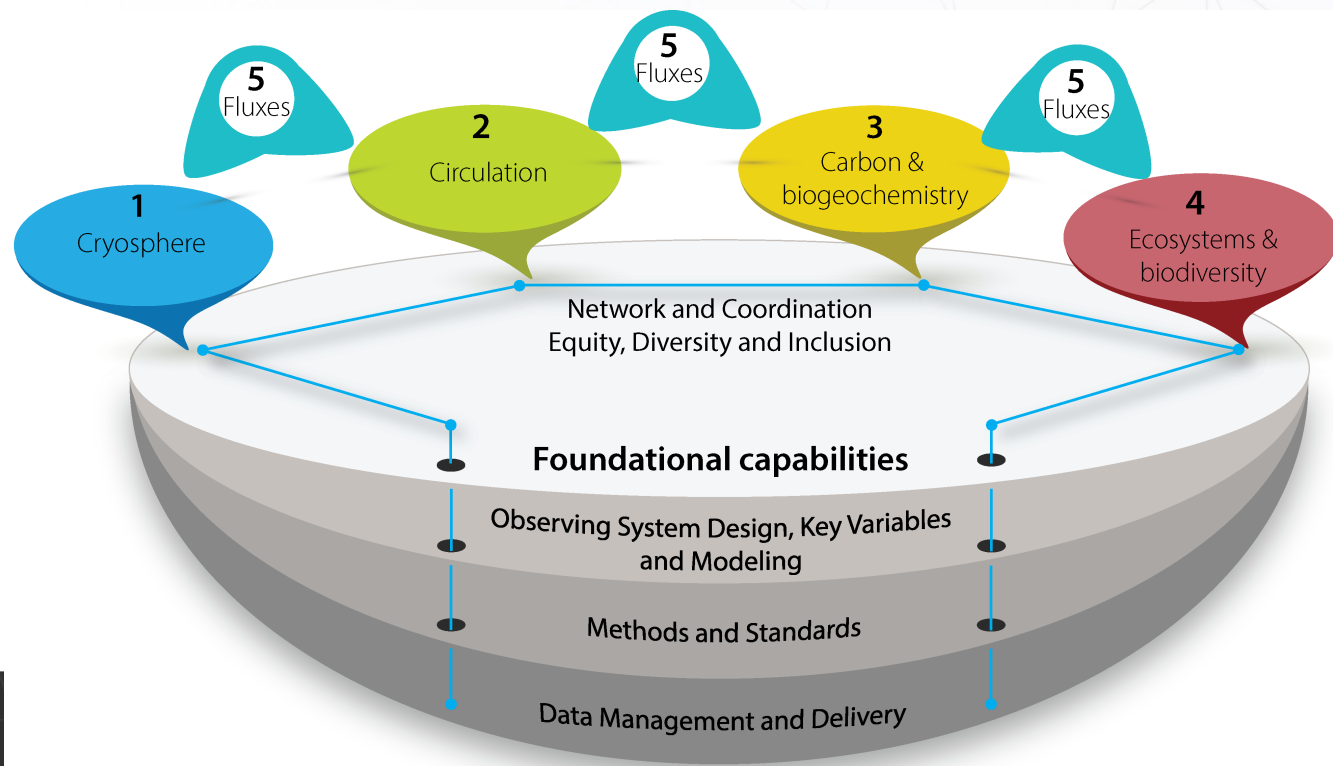 5
Fluxes
5
Fluxes
5
Fluxes
1
Cryosphere
2
Circulation
3
Carbon &
biogeochemistry
4
Ecosystems &
biodiversity
Network and Coordination
Equity, Diversity and Inclusion
Foundational capabilities
Observing System Design, Key Variables
and Modeling
Methods and Standards
Data Management and Delivery